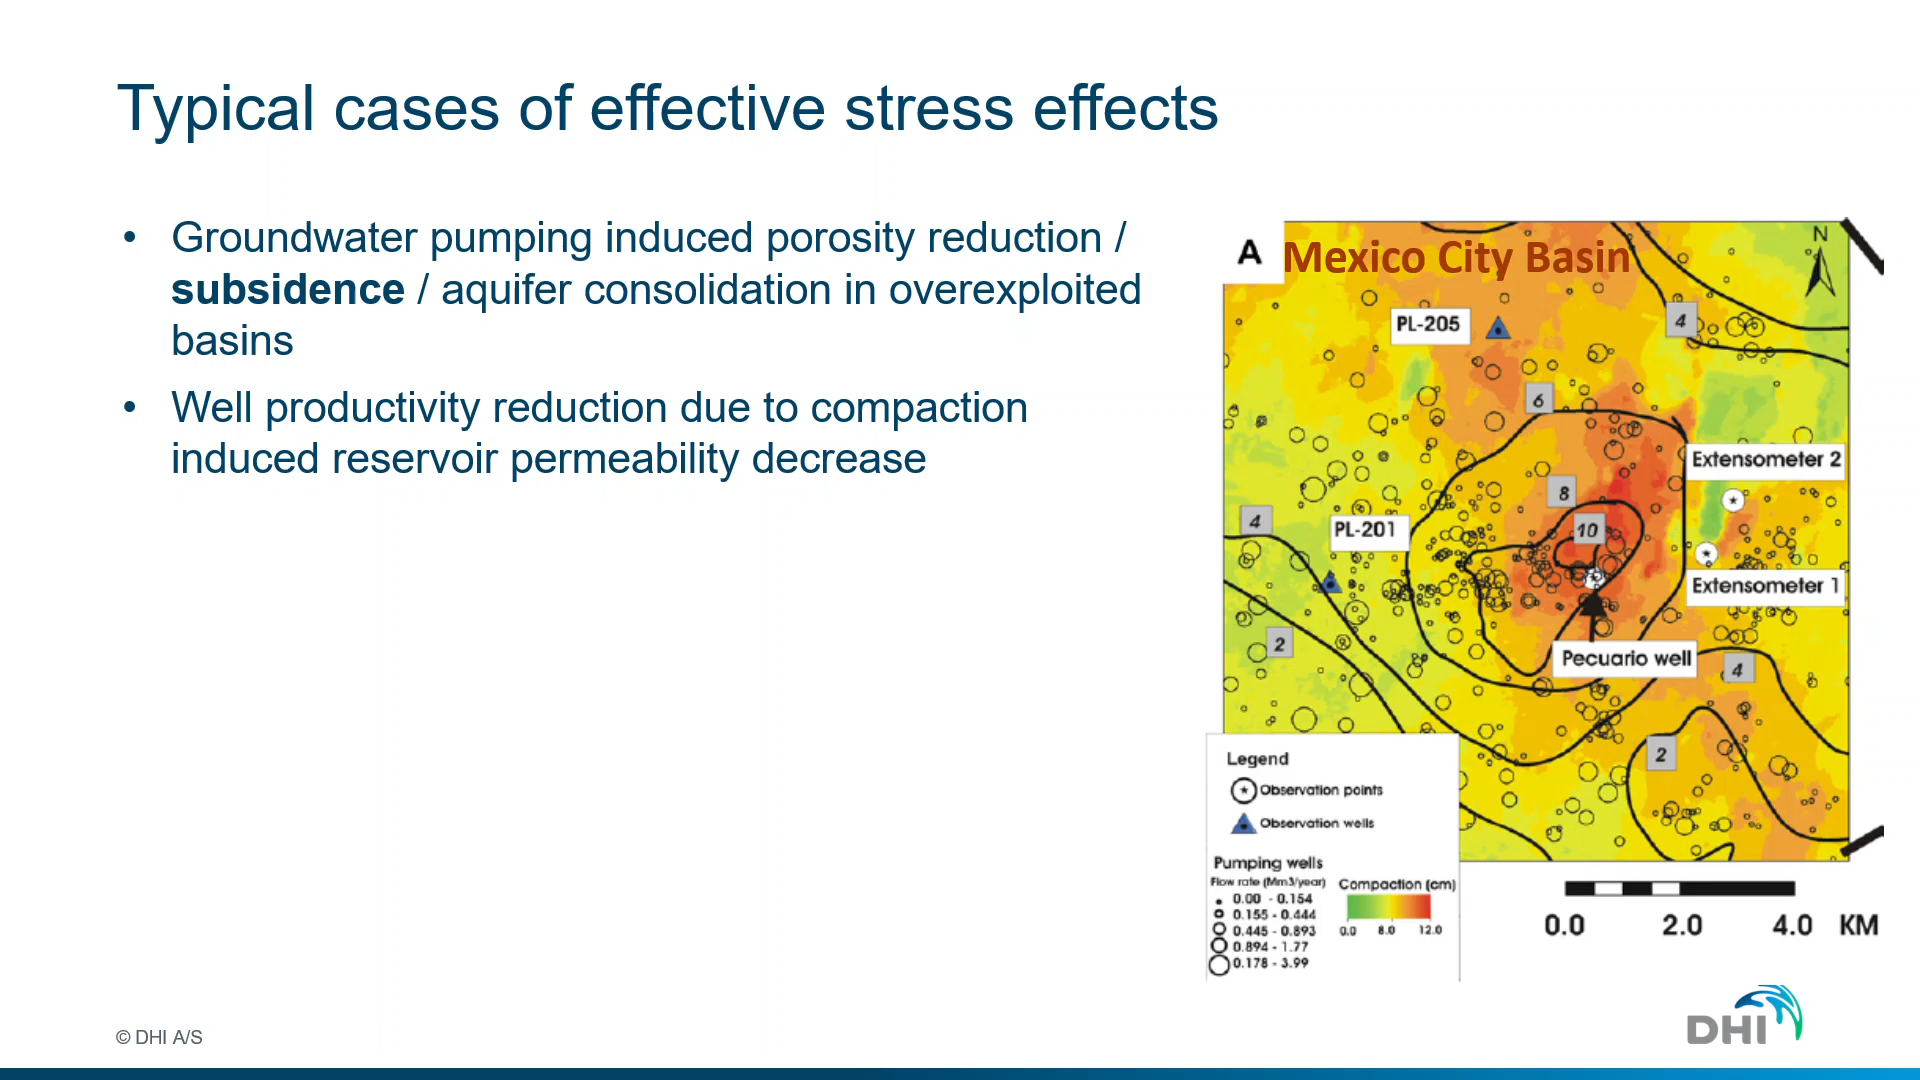 Typical cases of effective stress effects
• Groundwater pumping induced porosity reduction /
subsidence / aquifer consolidation in overexploited
basins
• Well productivity reduction due to compaction
induced reservoir permeability decrease
A
Mexico City Basin
N
PL-205
4
6
Extensometer 2
8
4
PL-201
10
Extensometer 1
2
Pecuario well
4
2
Legend
Observation points
Observation wells
Pumping wells
Flow rate (Mm3/year)
0.00 - 0.154
0.155 - 0.444
0.445 - 0.893
0.894 - 1.77
0.178 - 3.99
Compaction (cm)
0.0 8.0 12.0
0.0 2.0 4.0 KM
© DHI A/S
DHI